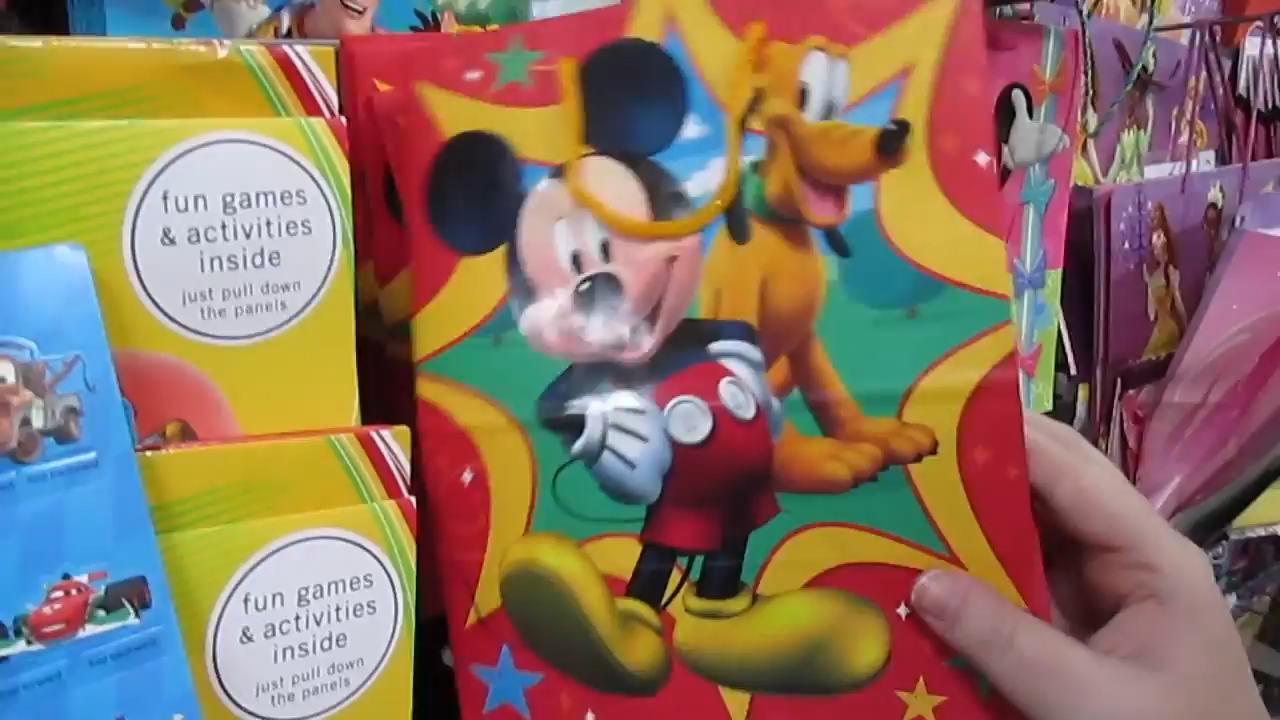 fun games
& activities
inside
just pull down
the panels
fun games
& activities
inside
just pull down
the panels